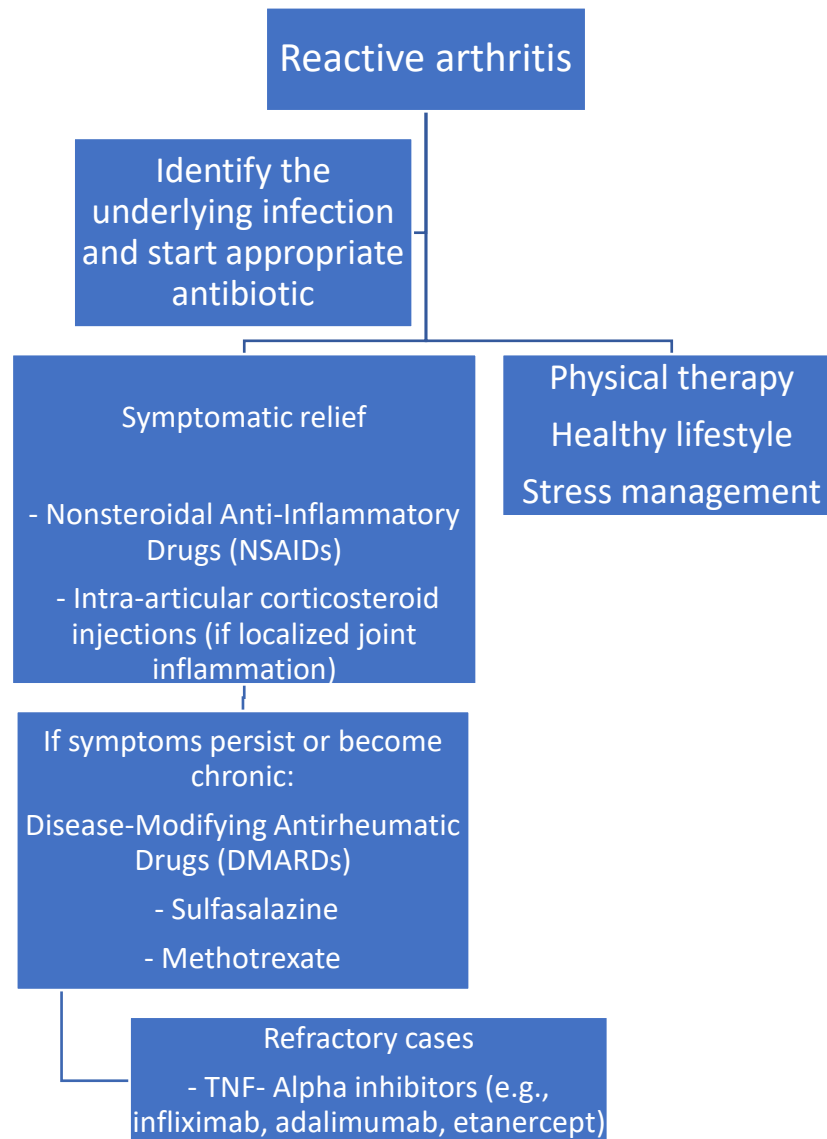 Reactive arthritis
Identify the
underlying infection
and start appropriate
antibiotic
Symptomatic relief
- Nonsteroidal Anti-Inflammatory
Drugs (NSAIDs)
- Intra-articular corticosteroid
injections (if localized joint
inflammation)
Physical therapy
Healthy lifestyle
Stress management
If symptoms persist or become
chronic:
Disease-Modifying Antirheumatic
Drugs (DMARDs)
- Sulfasalazine
- Methotrexate
Refractory cases
- TNF- Alpha inhibitors (e.g.,
infliximab, adalimumab, etanercept)